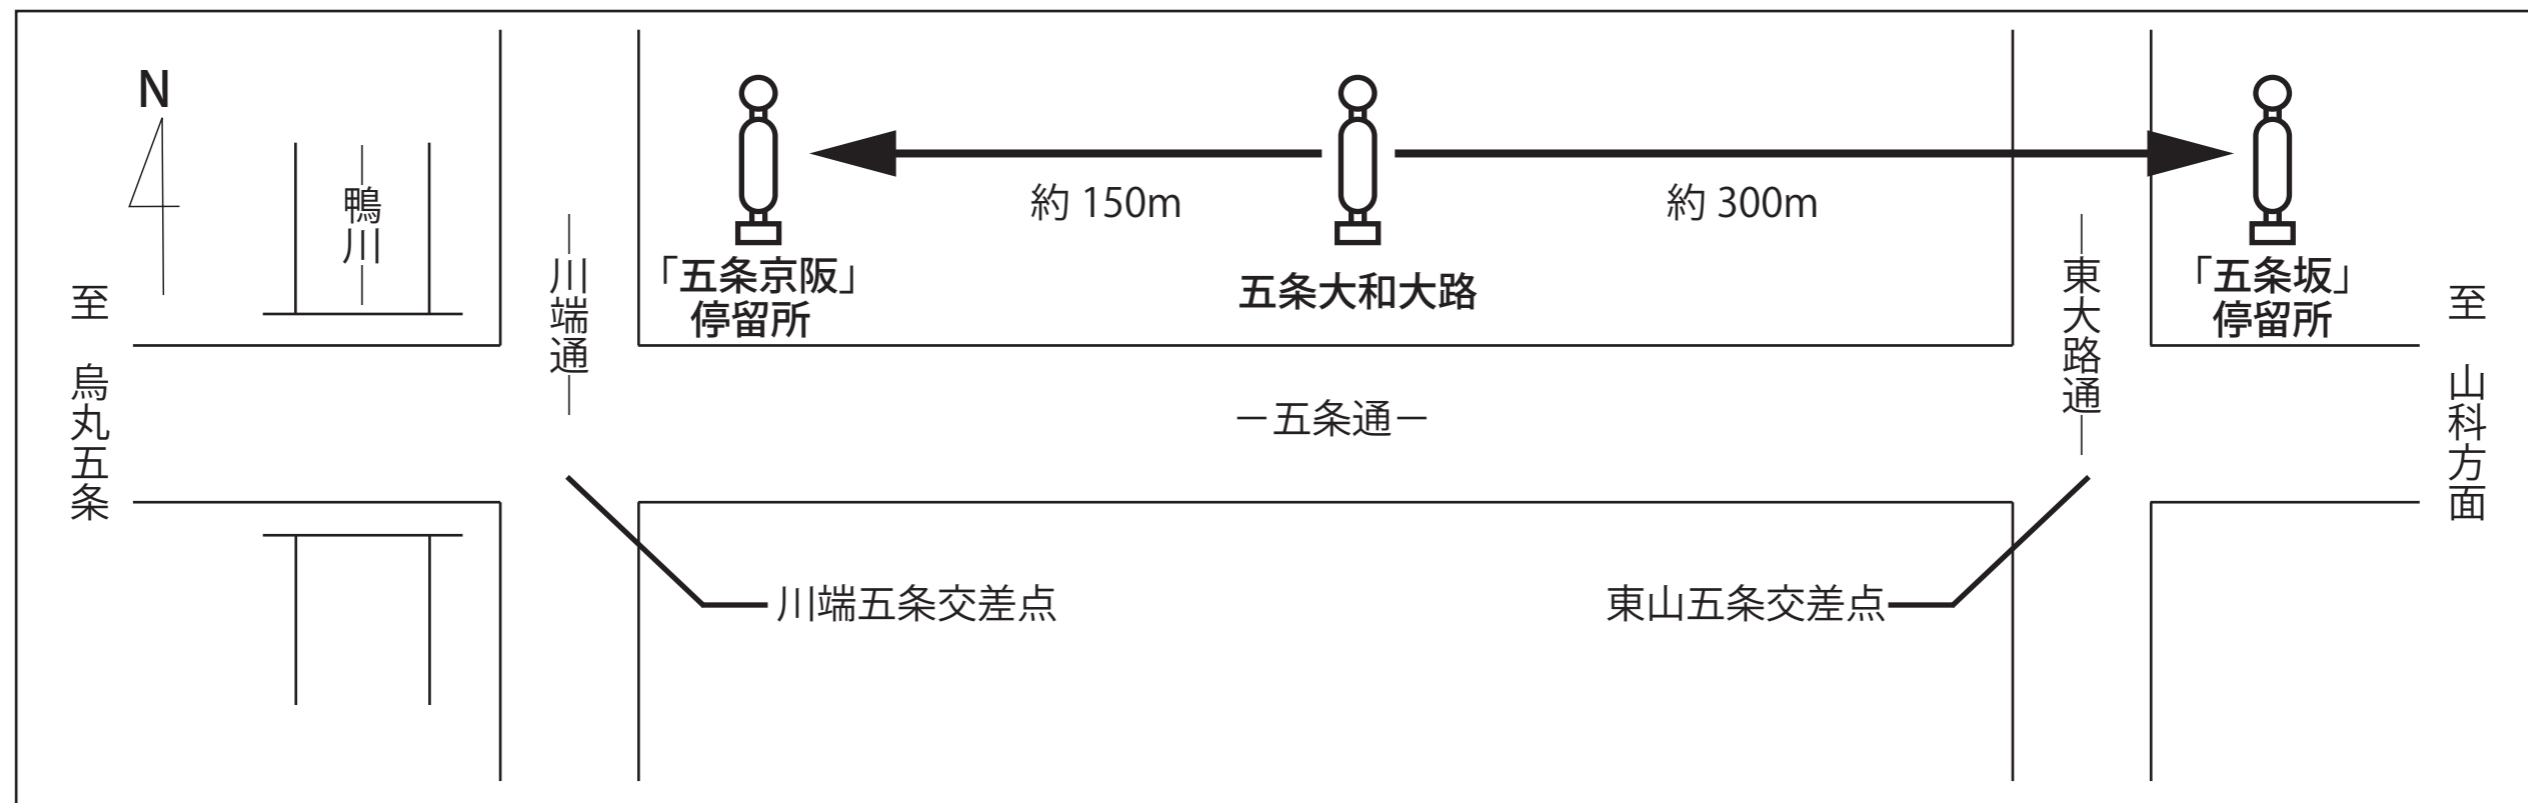 N
至 烏丸五条
―鴨川―
―川端通―
「五条京阪」
停留所
約 150m
五条大和大路
約 300m
―東大路通―
「五条坂」
停留所
至 山科方面
－五条通－
川端五条交差点
東山五条交差点